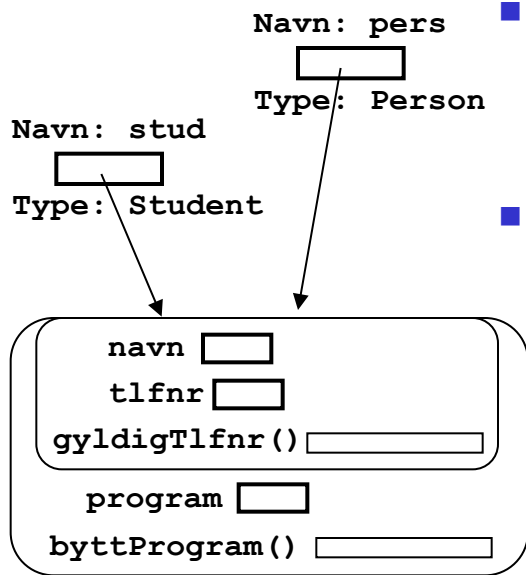 Navn: pers
Type: Person
Navn: stud
Type: Student
navn
tlfnr
gyldigTlfnr()
program
byttProgram()